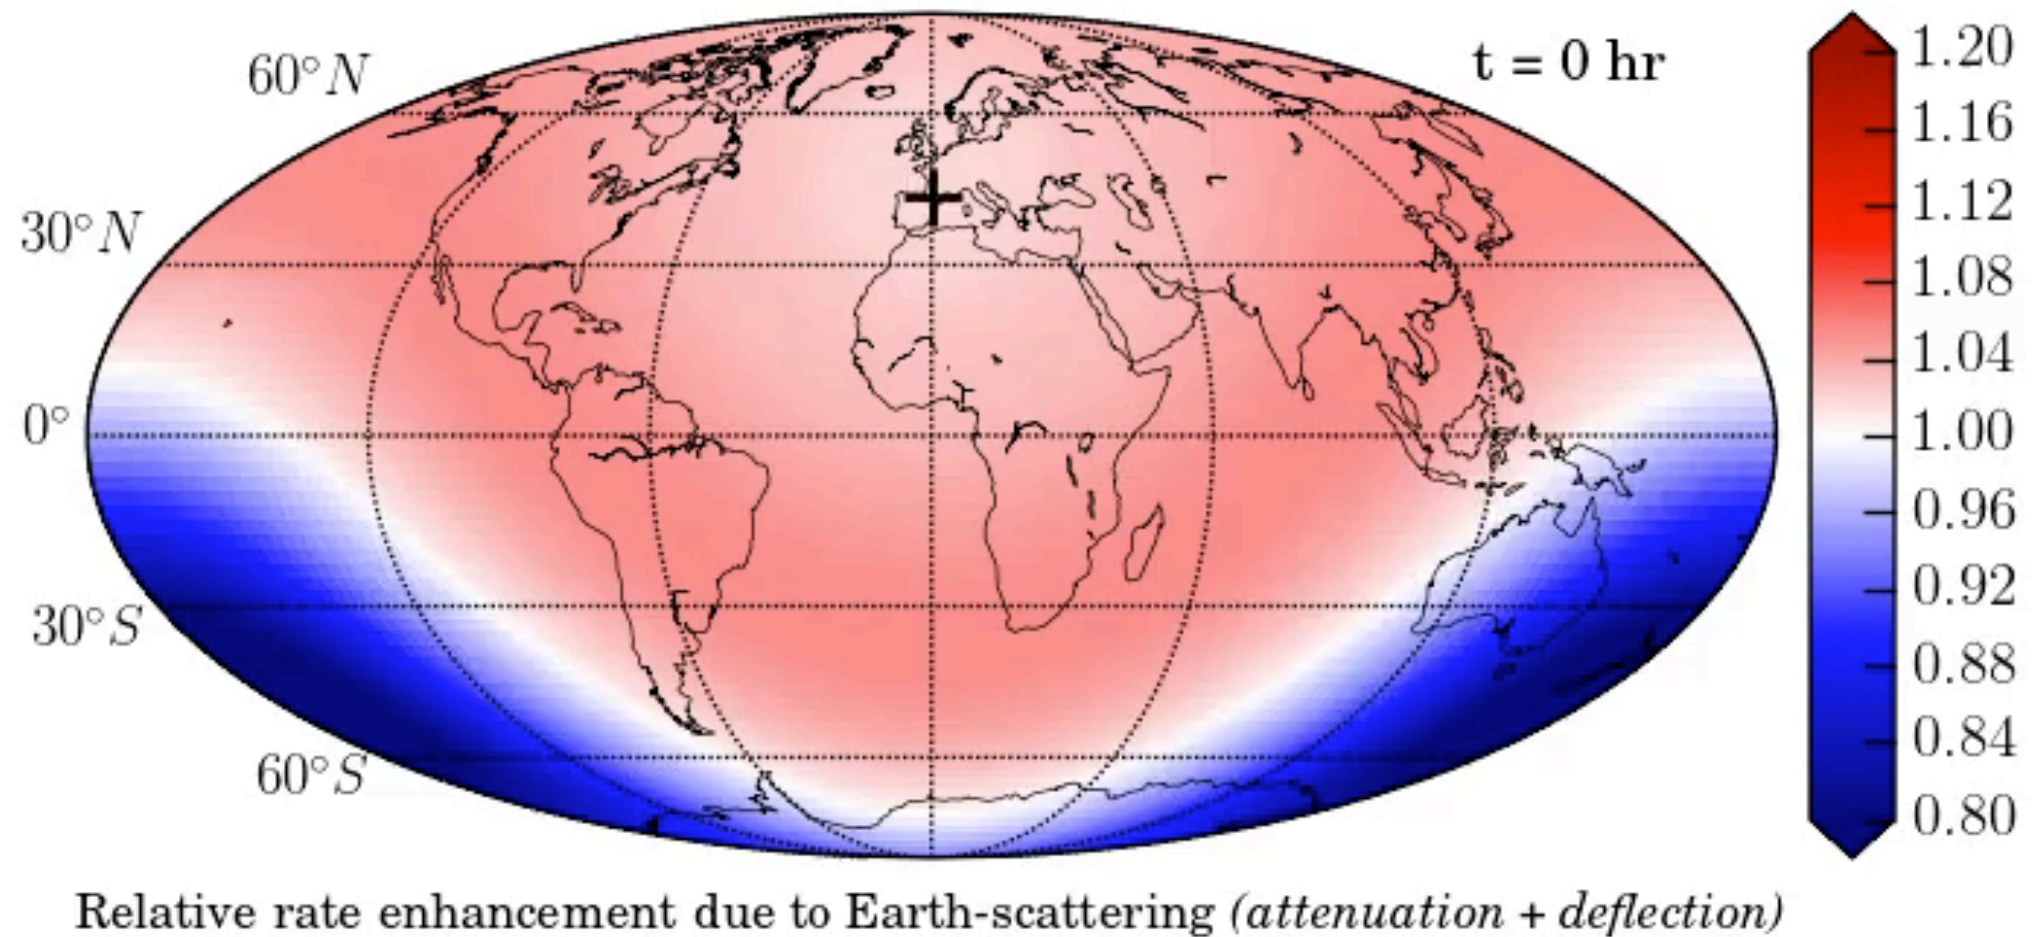 t = 0 hr
60°N
30°N
0°
30°S
60°S
1.20
1.16
1.12
1.08
1.04
1.00
0.96
0.92
0.88
0.84
0.80
Relative rate enhancement due to Earth-scattering (attenuation + deflection)